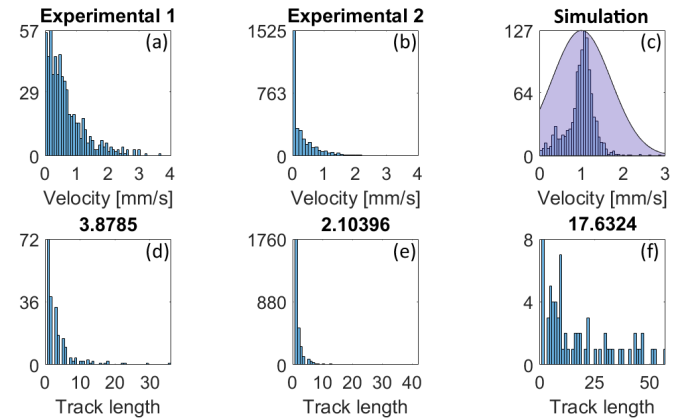 Experimental 1 Experimental 2 Simulation
57 (a) 1525 (b) 127 (c)
29 763 64
0 0 0
0 1 2 3 4 0 2 4 0 1 2 3
Velocity [mm/s] Velocity [mm/s] Velocity [mm/s]
3.8785 2.10396 17.6324
72 (d) 1760 (e) 8 (f)
36 880 4
0 0 0
0 10 20 30 0 10 20 30 40 0 25 50
Track length Track length Track length